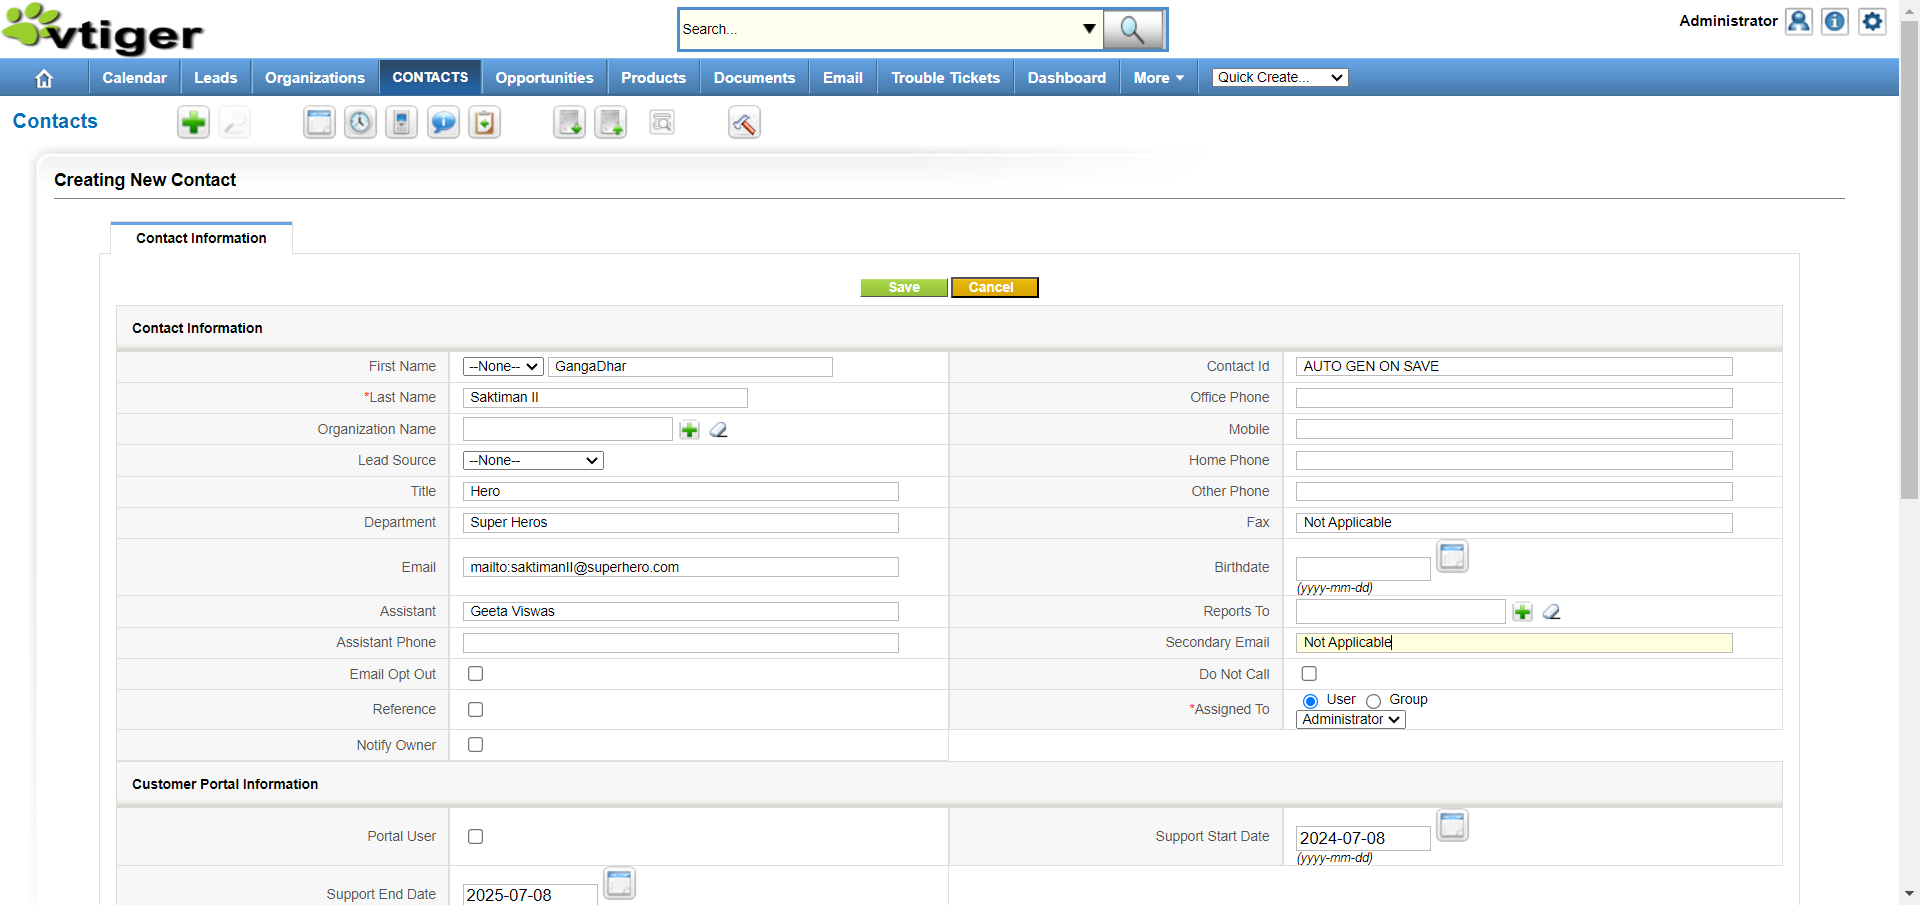 vtiger
Search...
Administrator
Calendar Leads Organizations CONTACTS Opportunities Products Documents Email Trouble Tickets Dashboard More Quick Create...
Contacts
Creating New Contact
Contact Information
Save Cancel
Contact Information
First Name --None-- GangaDhar Contact Id AUTO GEN ON SAVE
*Last Name Saktiman II Office Phone
Organization Name Mobile
Lead Source --None-- Home Phone
Title Hero Other Phone
Department Super Heros Fax Not Applicable
Email mailto:saktimanII@superhero.com Birthdate
(yyyy-mm-dd)
Assistant Geeta Viswas Reports To
Assistant Phone Secondary Email Not Applicable
Email Opt Out Do Not Call
Reference *Assigned To User Group
Administrator
Notify Owner
Customer Portal Information
Portal User Support Start Date 2024-07-08
(yyyy-mm-dd)
Support End Date 2025-07-08